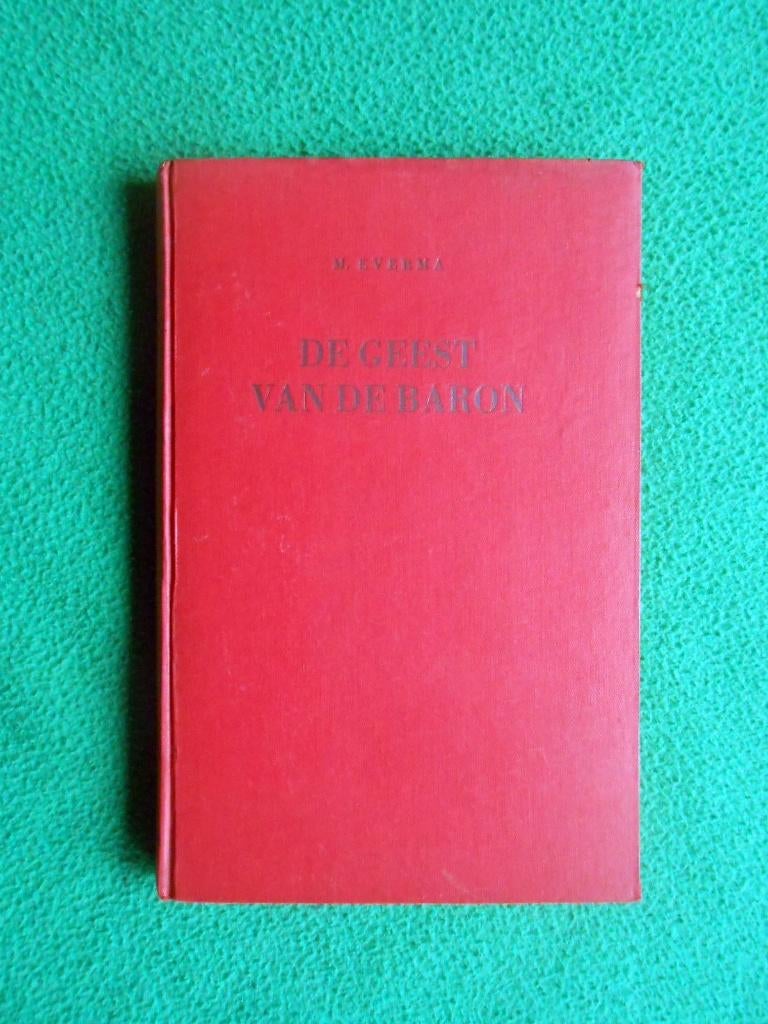 M. EVERMA
DE GEEST
VAN DE BARON